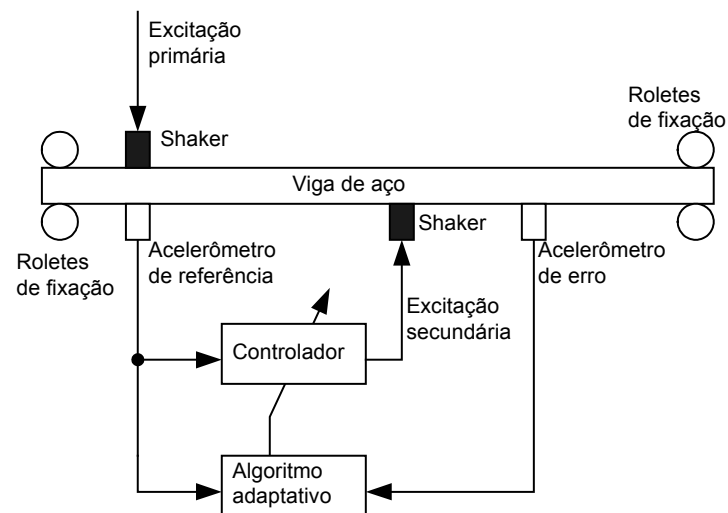 Excitação
primária
Shaker
Roletes
de fixação
Viga de aço
Roletes
de fixação
Acelerômetro
de referência
Shaker
Acelerômetro
de erro
Excitação
secundária
Controlador
Algoritmo
adaptativo